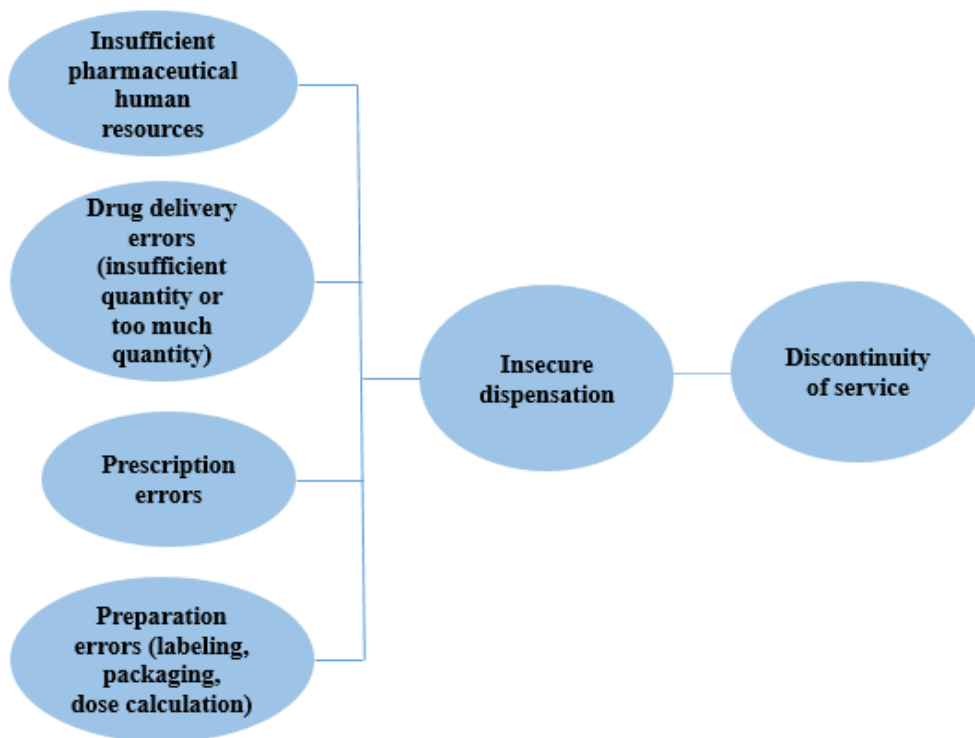 Insufficient
pharmaceutical
human
resources
Drug delivery
errors
(insufficient
quantity or
too much
quantity)
Prescription
errors
Preparation
errors (labeling,
packaging,
dose calculation)
Insecure
dispensation
Discontinuity
of service